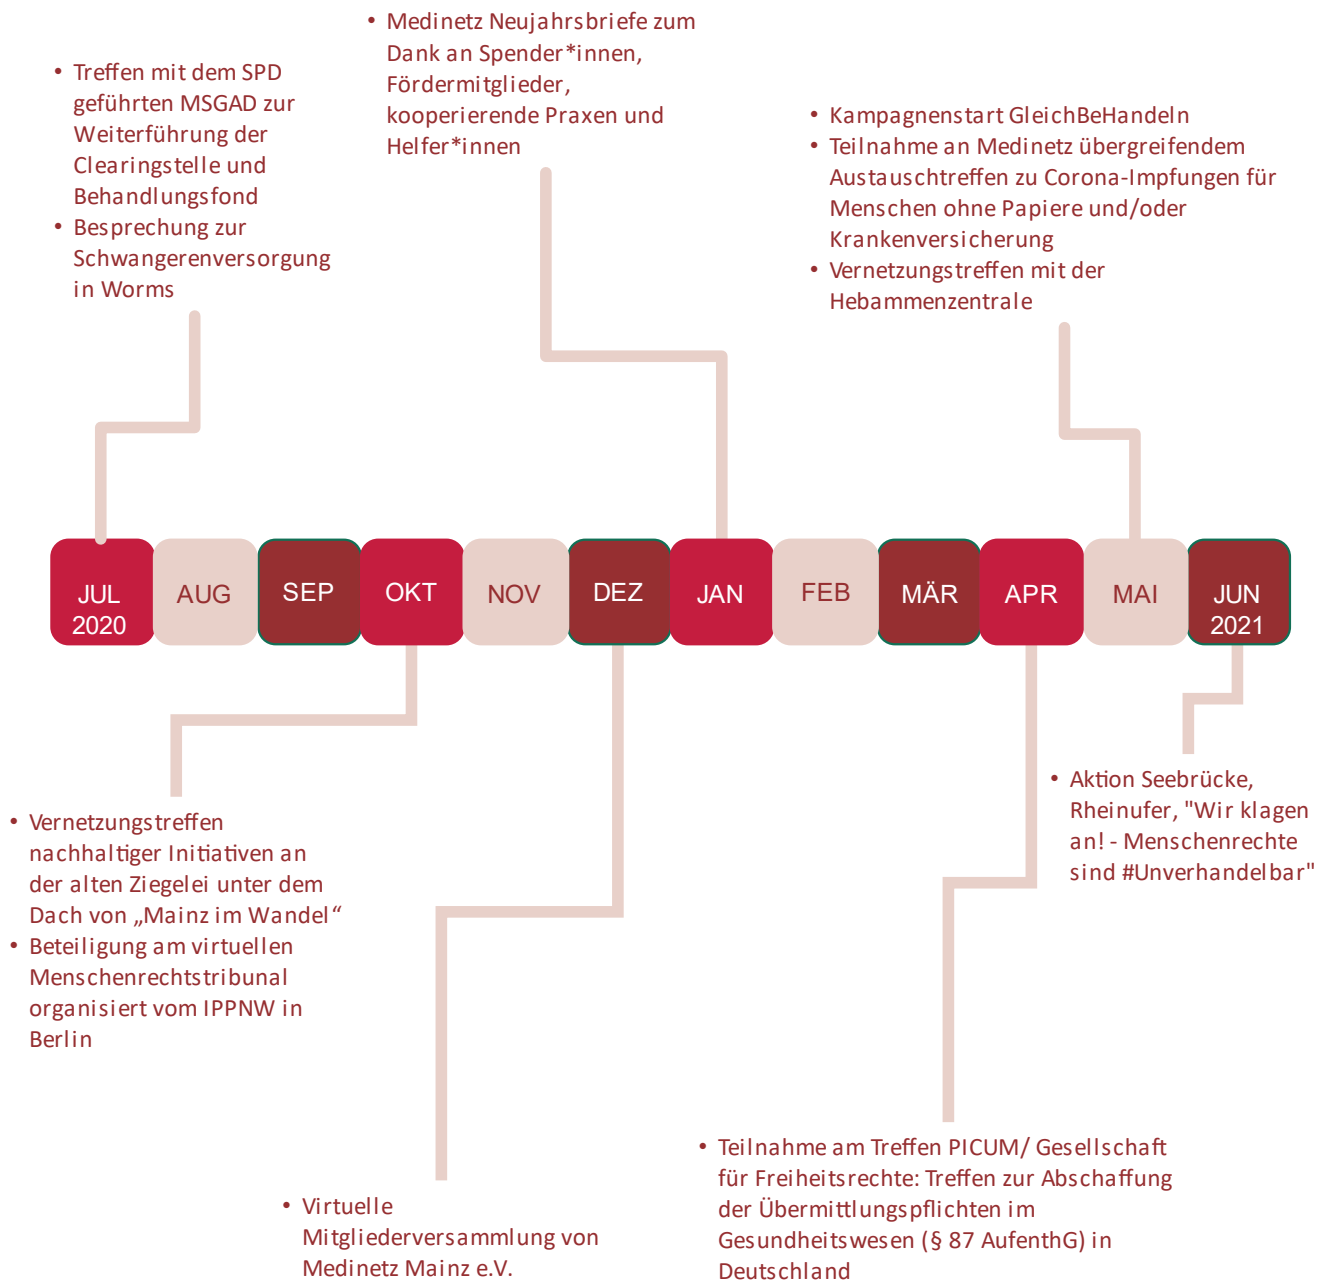 • Medinetz Neujahrsbriefe zum
Dank an Spender*innen,
Fördermitglieder,
kooperierende Praxen und
Helfer*innen
• Treffen mit dem SPD
geführten MSGAD zur
Weiterführung der
Clearingstelle und
Behandlungsfond
• Besprechung zur
Schwangerenversorgung
in Worms
• Kampagnenstart GleichBeHandeln
• Teilnahme an Medinetz übergreifendem
Austauschtreffen zu Corona-Impfungen für
Menschen ohne Papiere und/oder
Krankenversicherung
• Vernetzungstreffen mit der
Hebammenzentrale
JUL
2020
AUG
SEP
OKT
NOV
DEZ
JAN
FEB
MÄR
APR
MAI
JUN
2021
• Vernetzungstreffen
nachhaltiger Initiativen an
der alten Ziegelei unter dem
Dach von „Mainz im Wandel“
• Beteiligung am virtuellen
Menschenrechtstribunal
organisiert vom IPPNW in
Berlin
• Aktion Seebrücke,
Rheinufer, "Wir klagen
an! - Menschenrechte
sind #Unverhandelbar"
• Virtuelle
Mitgliederversammlung von
Medinetz Mainz e.V.
• Teilnahme am Treffen PICUM/ Gesellschaft
für Freiheitsrechte: Treffen zur Abschaffung
der Übermittlungspflichten im
Gesundheitswesen (§ 87 AufenthG) in
Deutschland